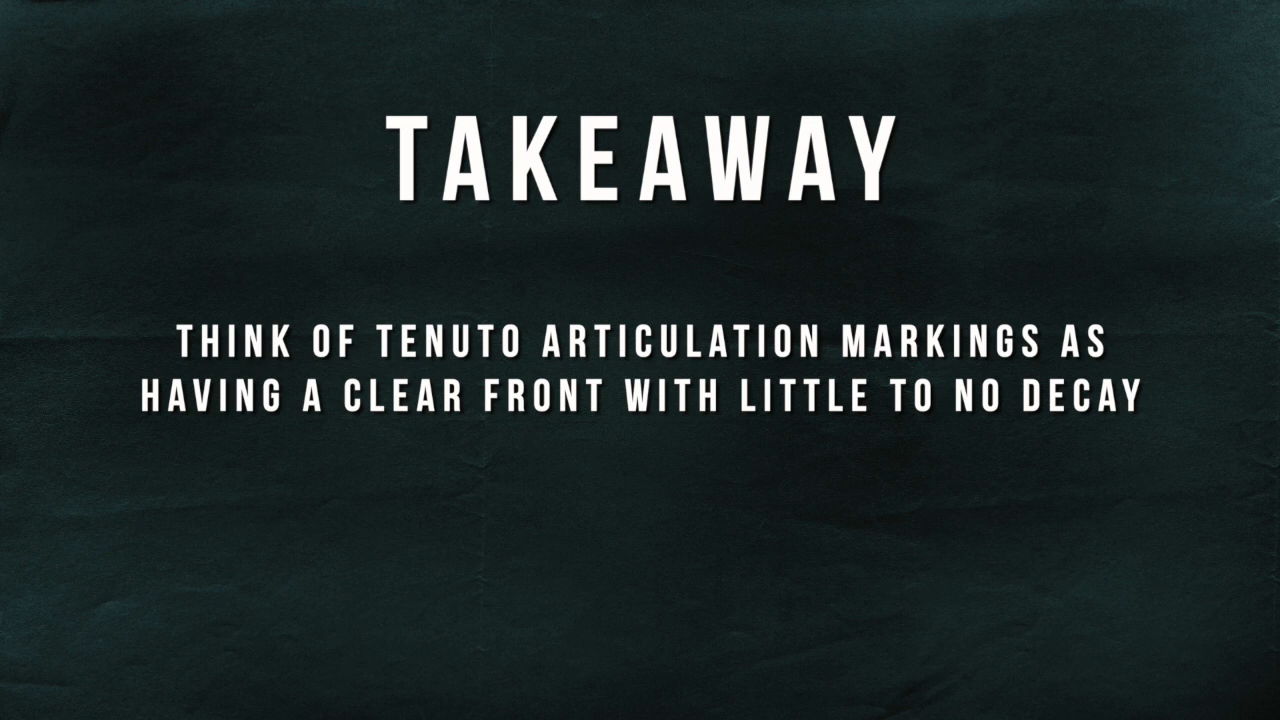 TAKEAWAY
THINK OF TENUTO ARTICULATION MARKINGS AS
HAVING A CLEAR FRONT WITH LITTLE TO NO DECAY